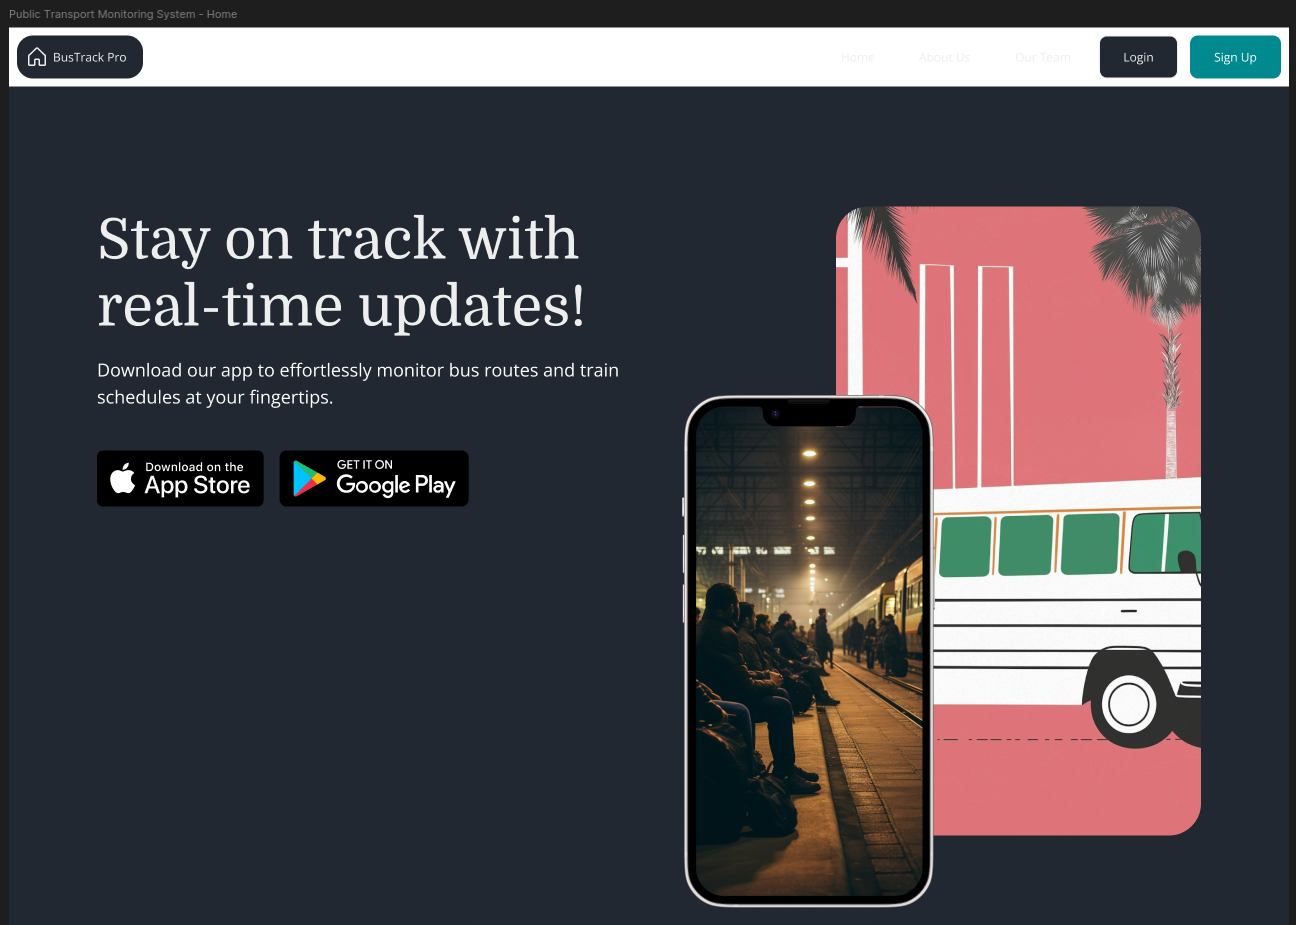 Public Transport Monitoring System - Home
BusTrack Pro
Home
About Us
Our Team
Login
Sign Up
Stay on track with
real-time updates!
Download our app to effortlessly monitor bus routes and train
schedules at your fingertips.
Download on the
App Store
GET IT ON
Google Play